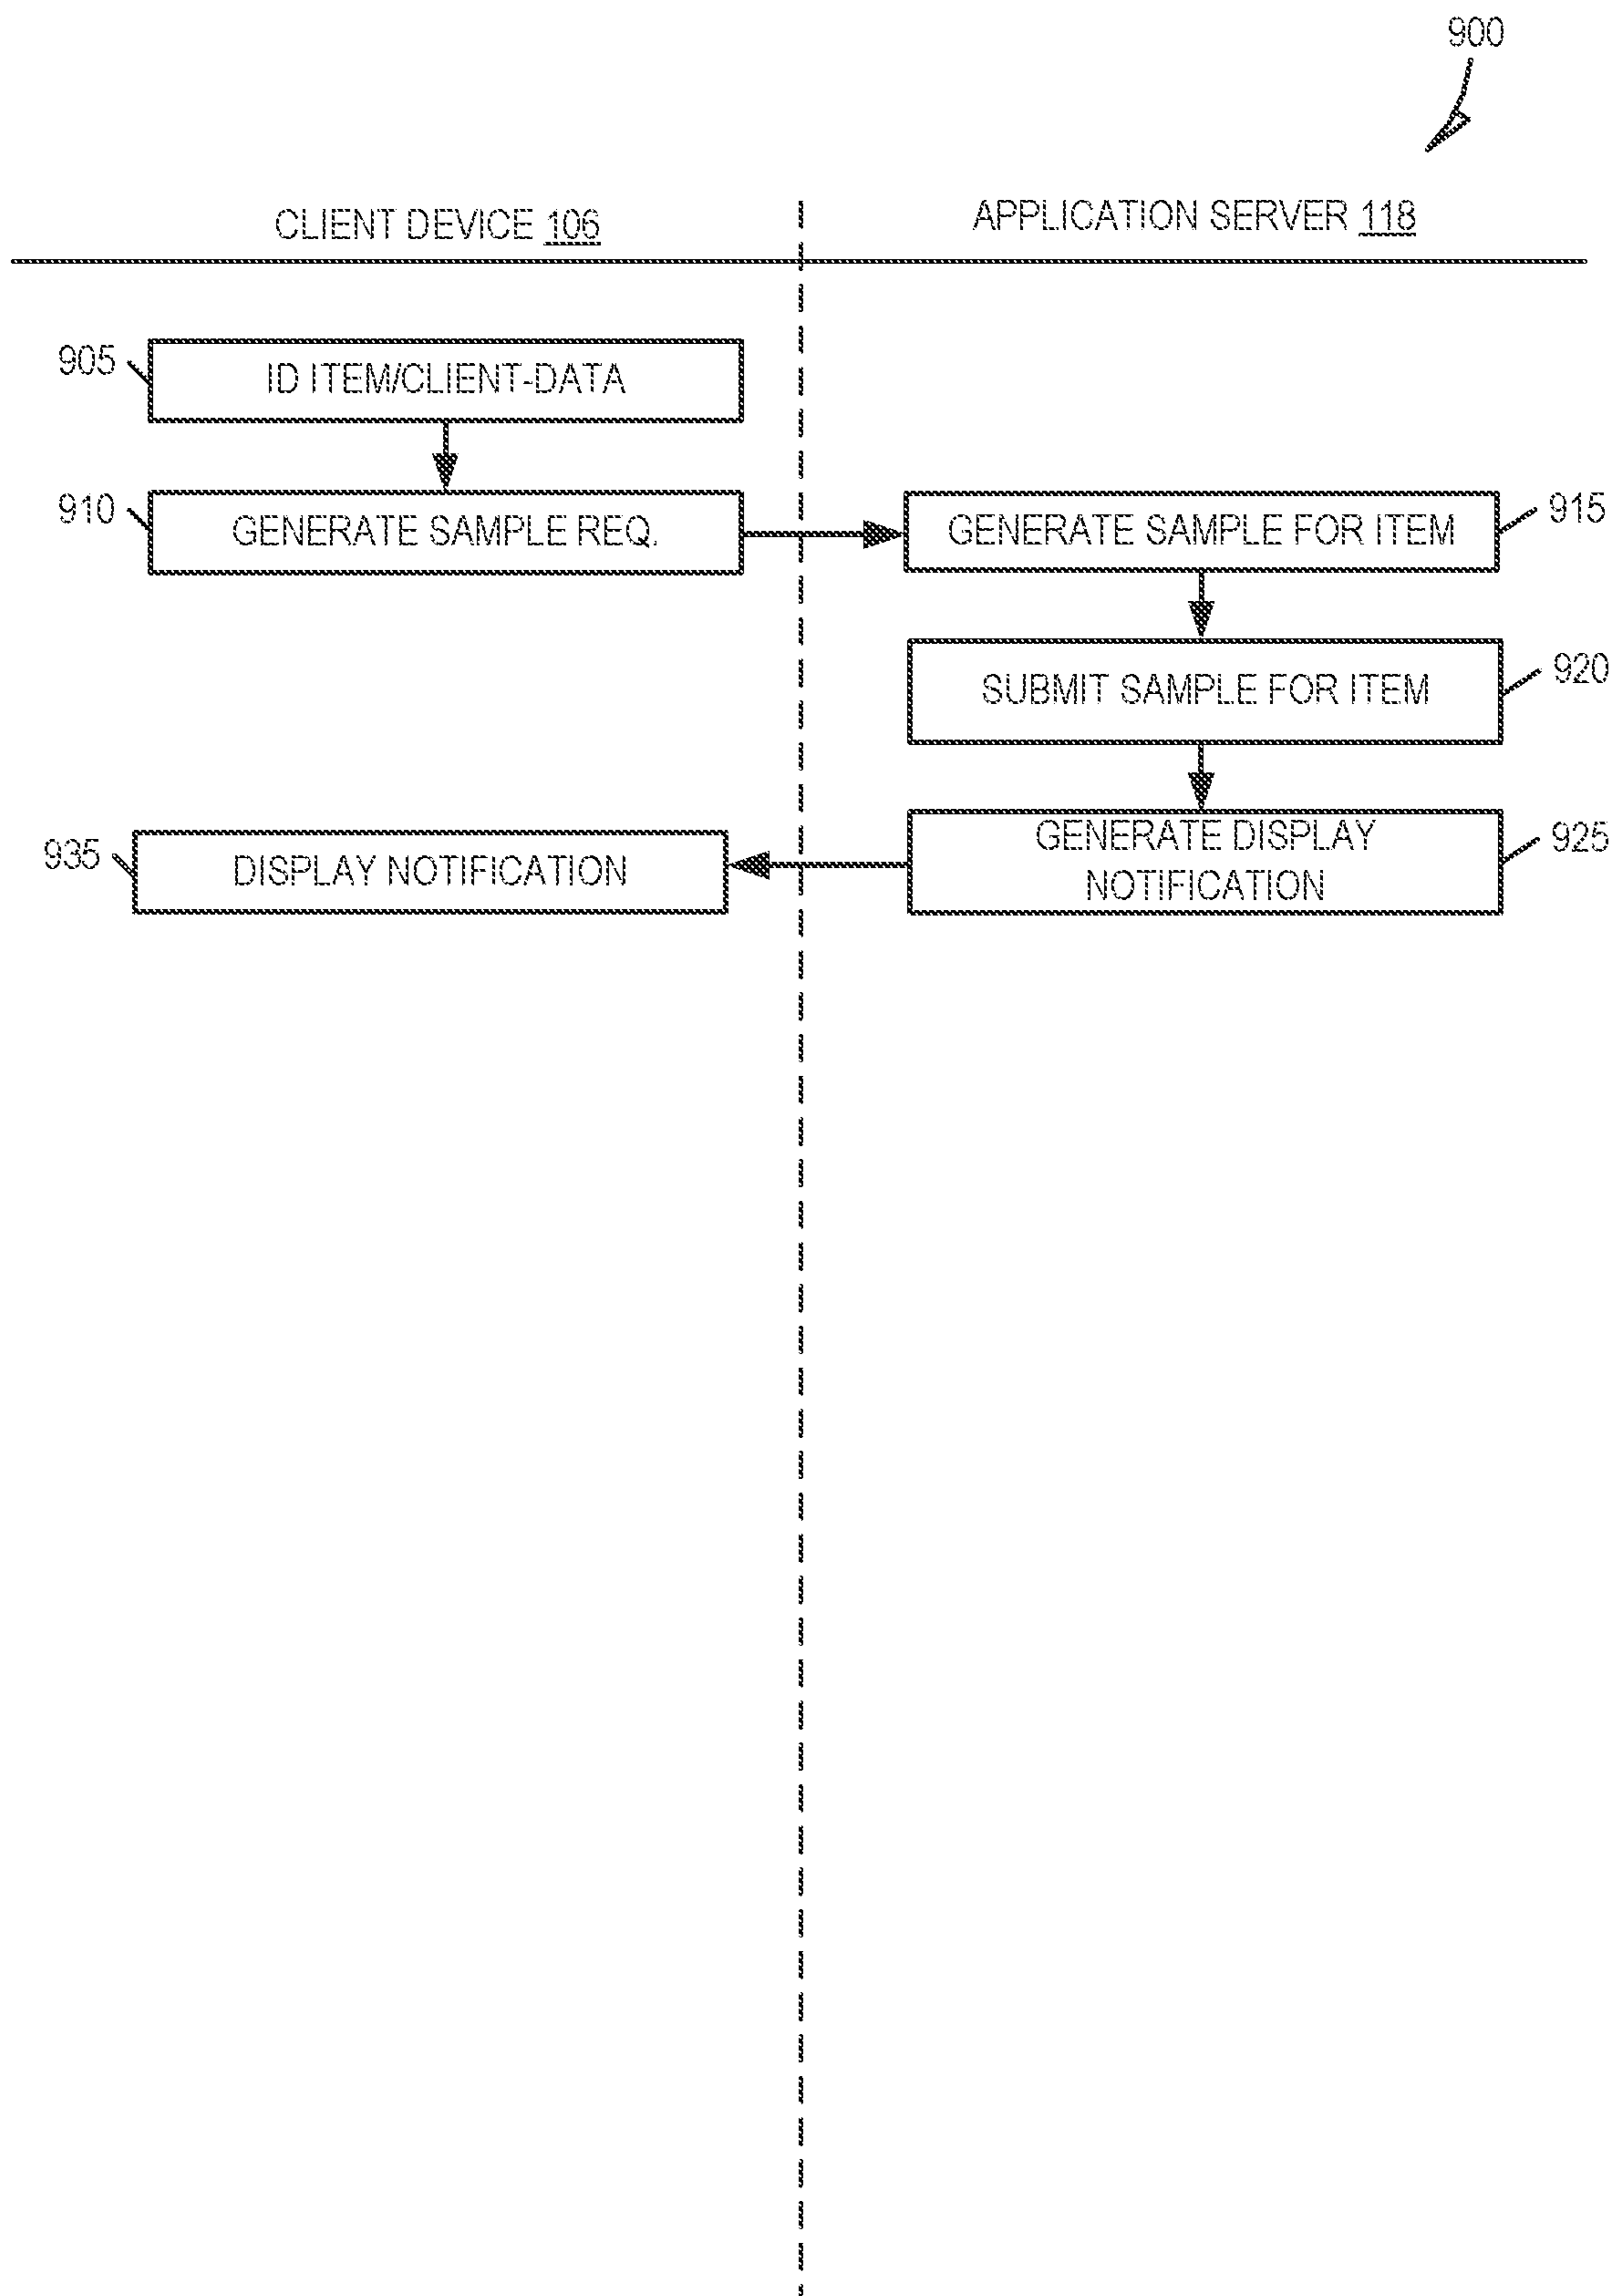 900
CLIENT DEVICE 106
APPLICATION SERVER 118
905
ID ITEM/CLIENT-DATA
910
GENERATE SAMPLE REQ.
GENERATE SAMPLE FOR ITEM
915
SUBMIT SAMPLE FOR ITEM
920
935
DISPLAY NOTIFICATION
GENERATE DISPLAY
NOTIFICATION
925